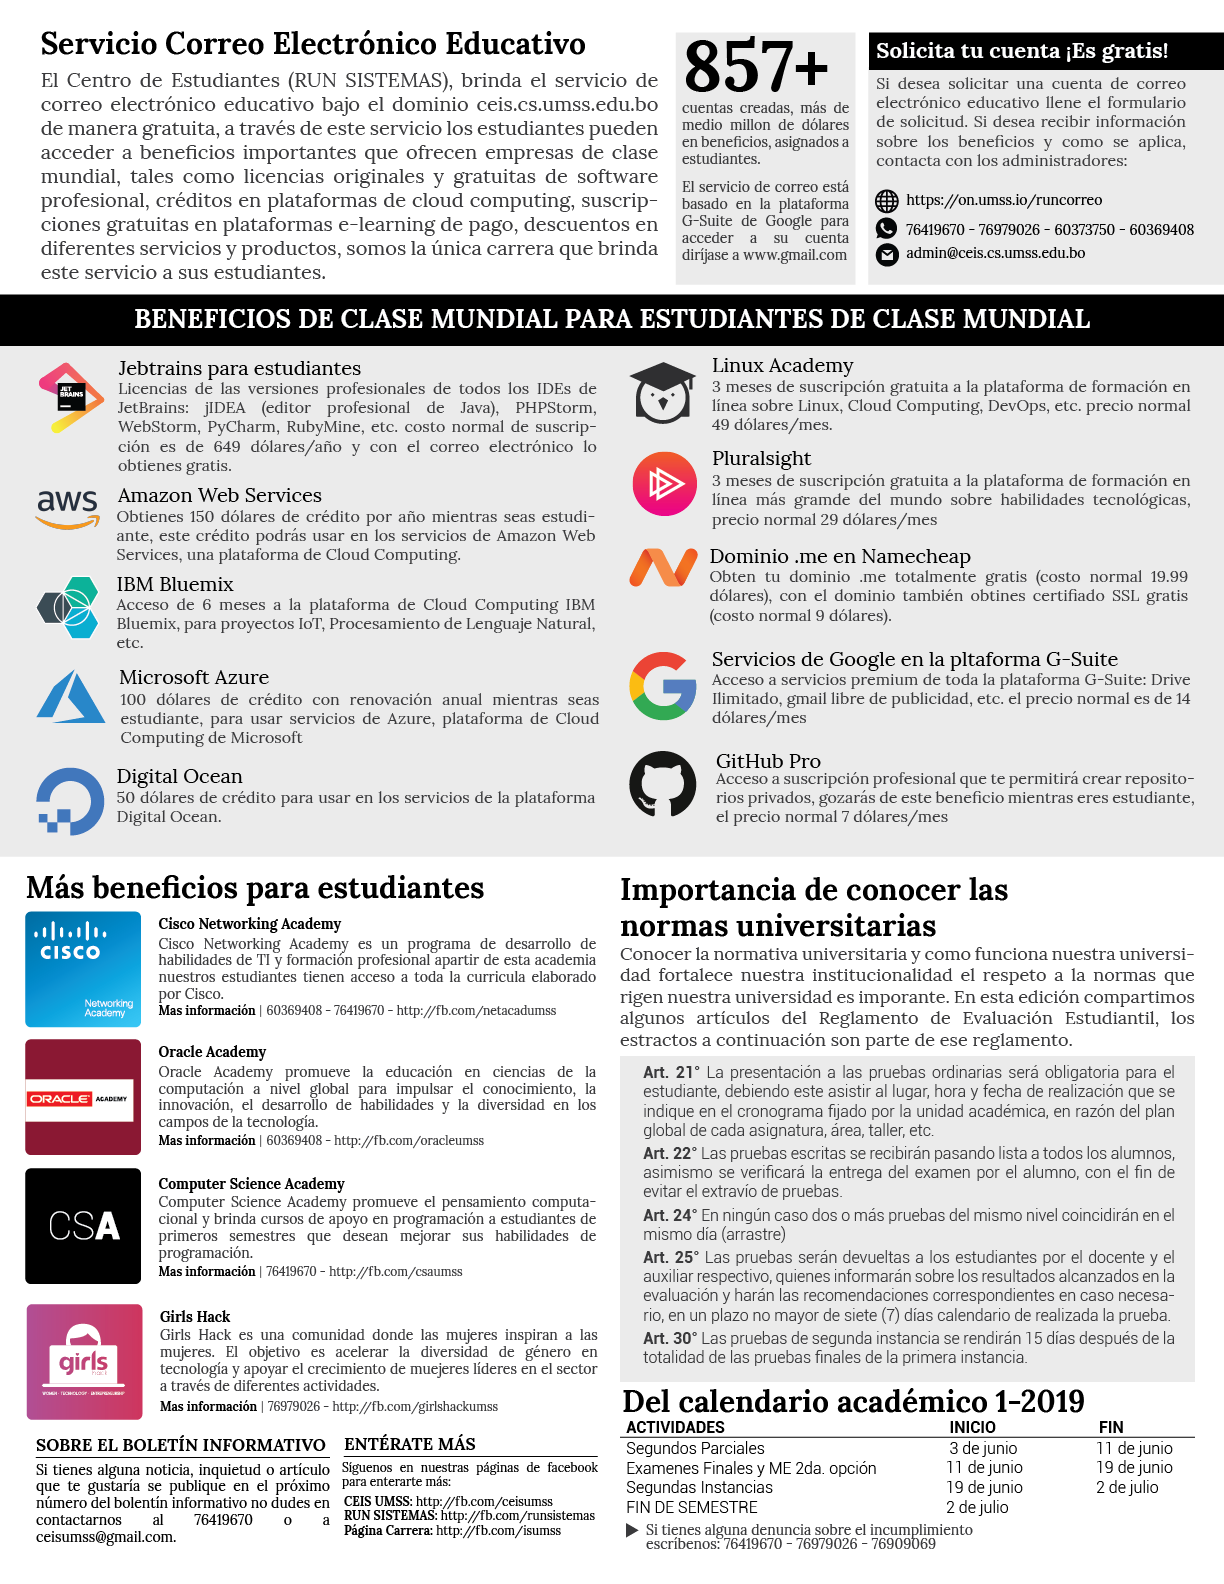 Servicio Correo Electrónico Educativo
El Centro de Estudiantes (RUN SISTEMAS), brinda el servicio de
correo electrónico educativo bajo el dominio ceis.cs.umss.edu.bo
de manera gratuita, a través de este servicio los estudiantes pueden
acceder a beneficios importantes que ofrecen empresas de clase
mundial, tales como licencias originales y gratuitas de software
profesional, créditos en plataformas de cloud computing, suscrip-
ciones gratuitas en plataformas e-learning de pago, descuentos en
diferentes servicios y productos, somos la única carrera que brinda
este servicio a sus estudiantes.
857+
cuentas creadas, más de
medio millon de dólares
en beneficios, asignados a
estudiantes.
El servicio de correo está
basado en la plataforma
G-Suite de Google para
acceder a su cuenta
diríjase a www.gmail.com
Solicita tu cuenta ¡Es gratis!
Si desea solicitar una cuenta de correo
electrónico educativo llene el formulario
de solicitud. Si desea recibir información
sobre los beneficios y como se aplica,
contacta con los administradores:
https://on.umss.io/runcorreo
76419670 - 76979026 - 60373750 - 60369408
admin@ceis.cs.umss.edu.bo
BENEFICIOS DE CLASE MUNDIAL PARA ESTUDIANTES DE CLASE MUNDIAL
JET
BRAINS
Jebtrains para estudiantes
Licencias de las versiones profesionales de todos los IDEs de
JetBrains: jIDEA (editor profesional de Java), PHPStorm,
WebStorm, PyCharm, RubyMine, etc. costo normal de suscrip-
ción es de 649 dólares/año y con el correo electrónico lo
obtienes gratis.
aws
Amazon Web Services
Obtienes 150 dólares de crédito por año mientras seas estudi-
ante, este crédito podrás usar en los servicios de Amazon Web
Services, una plataforma de Cloud Computing.
IBM Bluemix
Acceso de 6 meses a la plataforma de Cloud Computing IBM
Bluemix, para proyectos IoT, Procesamiento de Lenguaje Natural,
etc.
Microsoft Azure
100 dólares de crédito con renovación anual mientras seas
estudiante, para usar servicios de Azure, plataforma de Cloud
Computing de Microsoft
Digital Ocean
50 dólares de crédito para usar en los servicios de la plataforma
Digital Ocean.
Linux Academy
3 meses de suscripción gratuita a la plataforma de formación en
línea sobre Linux, Cloud Computing, DevOps, etc. precio normal
49 dólares/mes.
Pluralsight
3 meses de suscripción gratuita a la plataforma de formación en
línea más gramde del mundo sobre habilidades tecnológicas,
precio normal 29 dólares/mes
Dominio .me en Namecheap
Obten tu dominio .me totalmente gratis (costo normal 19.99
dólares), con el dominio también obtines certifiado SSL gratis
(costo normal 9 dólares).
Servicios de Google en la pltaforma G-Suite
Acceso a servicios premium de toda la plataforma G-Suite: Drive
Ilimitado, gmail libre de publicidad, etc. el precio normal es de 14
dólares/mes
GitHub Pro
Acceso a suscripción profesional que te permitirá crear reposito-
rios privados, gozarás de este beneficio mientras eres estudiante,
el precio normal 7 dólares/mes
Más beneficios para estudiantes
CISCO
Networking
Academy
Cisco Networking Academy
Cisco Networking Academy es un programa de desarrollo de
habilidades de TI y formación profesional apartir de esta academia
nuestros estudiantes tienen acceso a toda la curricula elaborado
por Cisco.
Mas información | 60369408 - 76419670 - http://fb.com/netacadumss
ORACLE ACADEMY
Oracle Academy
Oracle Academy promueve la educación en ciencias de la
computación a nivel global para impulsar el conocimiento, la
innovación, el desarrollo de habilidades y la diversidad en los
campos de la tecnología.
Mas información | 60369408 - http://fb.com/oracleumss
CSA
Computer Science Academy
Computer Science Academy promueve el pensamiento computa-
cional y brinda cursos de apoyo en programación a estudiantes de
primeros semestres que desean mejorar sus habilidades de
programación.
Mas información | 76419670 - http://fb.com/csaumss
girls
HACK
WOMEN · TECHNOLOGY · ENTREPRENEURSHIP
Girls Hack
Girls Hack es una comunidad donde las mujeres inspiran a las
mujeres. El objetivo es acelerar la diversidad de género en
tecnología y apoyar el crecimiento de muejeres líderes en el sector
a través de diferentes actividades.
Mas información | 76979026 - http://fb.com/girlshackumss
SOBRE EL BOLETÍN INFORMATIVO
Si tienes alguna noticia, inquietud o artículo
que te gustaría se publique en el próximo
número del bolentín informativo no dudes en
contactarnos al 76419670 o a
ceisumss@gmail.com.
ENTÉRATE MÁS
Síguenos en nuestras páginas de facebook
para enterarte más:
CEIS UMSS: http://fb.com/ceisumss
RUN SISTEMAS: http://fb.com/runsistemas
Página Carrera: http://fb.com/isumss
Importancia de conocer las
normas universitarias
Conocer la normativa universitaria y como funciona nuestra universi-
dad fortalece nuestra institucionalidad el respeto a la normas que
rigen nuestra universidad es imporante. En esta edición compartimos
algunos artículos del Reglamento de Evaluación Estudiantil, los
estractos a continuación son parte de ese reglamento.
Art. 21° La presentación a las pruebas ordinarias será obligatoria para el
estudiante, debiendo este asistir al lugar, hora y fecha de realización que se
indique en el cronograma fijado por la unidad académica, en razón del plan
global de cada asignatura, área, taller, etc.
Art. 22° Las pruebas escritas se recibirán pasando lista a todos los alumnos,
asimismo se verificará la entrega del examen por el alumno, con el fin de
evitar el extravío de pruebas.
Art. 24° En ningún caso dos o más pruebas del mismo nivel coincidirán en el
mismo día (arrastre)
Art. 25° Las pruebas serán devueltas a los estudiantes por el docente y el
auxiliar respectivo, quienes informarán sobre los resultados alcanzados en la
evaluación y harán las recomendaciones correspondientes en caso necesa-
rio, en un plazo no mayor de siete (7) días calendario de realizada la prueba.
Art. 30° Las pruebas de segunda instancia se rendirán 15 días después de la
totalidad de las pruebas finales de la primera instancia.
Del calendario académico 1-2019
ACTIVIDADES INICIO FIN
Segundos Parciales 3 de junio 11 de junio
Examenes Finales y ME 2da. opción 11 de junio 19 de junio
Segundas Instancias 19 de junio 2 de julio
FIN DE SEMESTRE 2 de julio
Si tienes alguna denuncia sobre el incumplimiento
escríbenos: 76419670 - 76979026 - 76909069